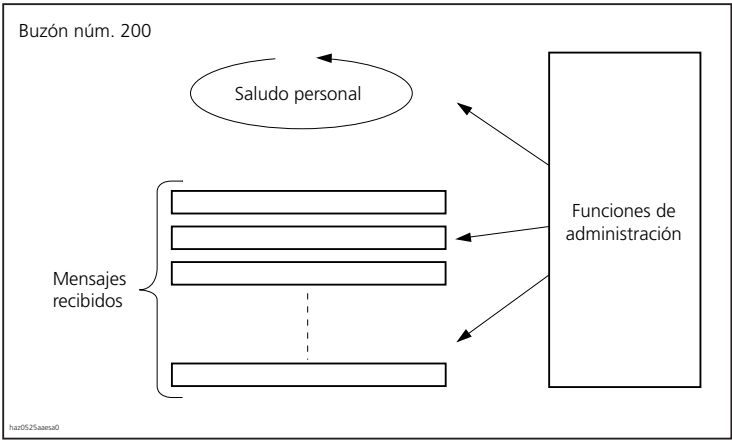 Buzón núm. 200
Saludo personal
Funciones de
administración
Mensajes
recibidos
haz0525aaesa0